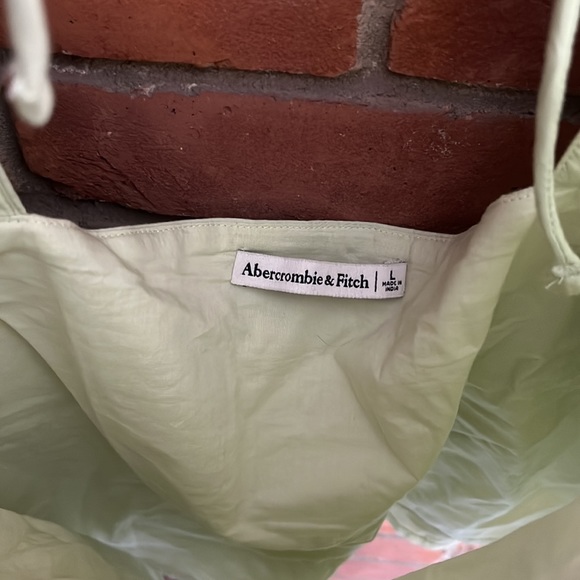 Abercrombie & Fitch | L
MADE IN
INDIA